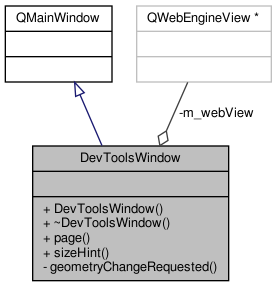 QMainWindow
QWebEngineView *
-m_webView
DevToolsWindow
+ DevToolsWindow()
+ ~DevToolsWindow()
+ page()
+ sizeHint()
- geometryChangeRequested()